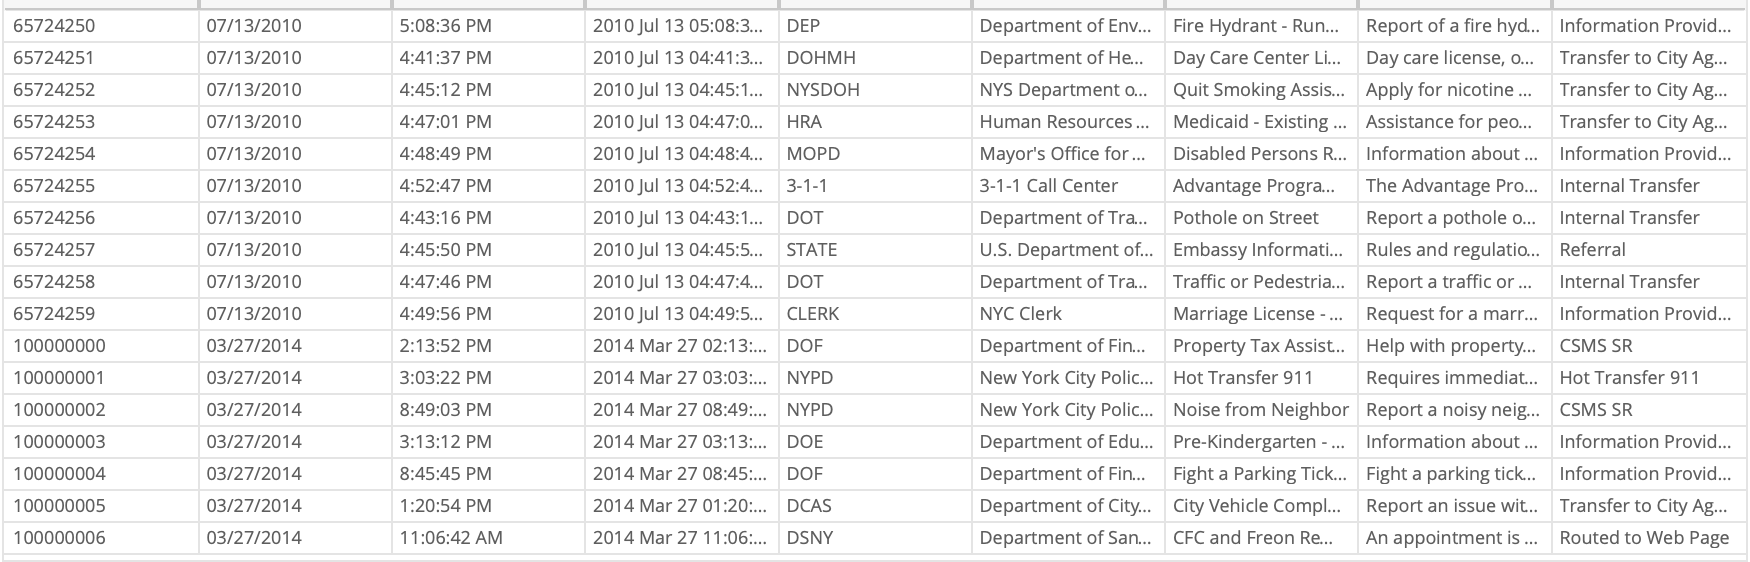 65724250 07/13/2010 5:08:36 PM 2010 Jul 13 05:08:3... DEP Department of Env... Fire Hydrant - Run... Report of a fire hyd... Information Provid...
65724251 07/13/2010 4:41:37 PM 2010 Jul 13 04:41:3... DOHMH Department of He... Day Care Center Li... Day care license, o... Transfer to City Ag...
65724252 07/13/2010 4:45:12 PM 2010 Jul 13 04:45:1... NYSDOH NYS Department o... Quit Smoking Assis... Apply for nicotine ... Transfer to City Ag...
65724253 07/13/2010 4:47:01 PM 2010 Jul 13 04:47:0... HRA Human Resources ... Medicaid - Existing ... Assistance for peo... Transfer to City Ag...
65724254 07/13/2010 4:48:49 PM 2010 Jul 13 04:48:4... MOPD Mayor's Office for ... Disabled Persons R... Information about ... Information Provid...
65724255 07/13/2010 4:52:47 PM 2010 Jul 13 04:52:4... 3-1-1 3-1-1 Call Center Advantage Progra... The Advantage Pro... Internal Transfer
65724256 07/13/2010 4:43:16 PM 2010 Jul 13 04:43:1... DOT Department of Tra... Pothole on Street Report a pothole o... Internal Transfer
65724257 07/13/2010 4:45:50 PM 2010 Jul 13 04:45:5... STATE U.S. Department of... Embassy Informati... Rules and regulatio... Referral
65724258 07/13/2010 4:47:46 PM 2010 Jul 13 04:47:4... DOT Department of Tra... Traffic or Pedestria... Report a traffic or ... Internal Transfer
65724259 07/13/2010 4:49:56 PM 2010 Jul 13 04:49:5... CLERK NYC Clerk Marriage License - ... Request for a marr... Information Provid...
100000000 03/27/2014 2:13:52 PM 2014 Mar 27 02:13:... DOF Department of Fin... Property Tax Assist... Help with property... CSMS SR
100000001 03/27/2014 3:03:22 PM 2014 Mar 27 03:03:... NYPD New York City Polic... Hot Transfer 911 Requires immediat... Hot Transfer 911
100000002 03/27/2014 8:49:03 PM 2014 Mar 27 08:49:... NYPD New York City Polic... Noise from Neighbor Report a noisy neig... CSMS SR
100000003 03/27/2014 3:13:12 PM 2014 Mar 27 03:13:... DOE Department of Edu... Pre-Kindergarten - ... Information about ... Information Provid...
100000004 03/27/2014 8:45:45 PM 2014 Mar 27 08:45:... DOF Department of Fin... Fight a Parking Tick... Fight a parking tick... Information Provid...
100000005 03/27/2014 1:20:54 PM 2014 Mar 27 01:20:... DCAS Department of City... City Vehicle Compl... Report an issue wit... Transfer to City Ag...
100000006 03/27/2014 11:06:42 AM 2014 Mar 27 11:06:... DSNY Department of San... CFC and Freon Re... An appointment is ... Routed to Web Page